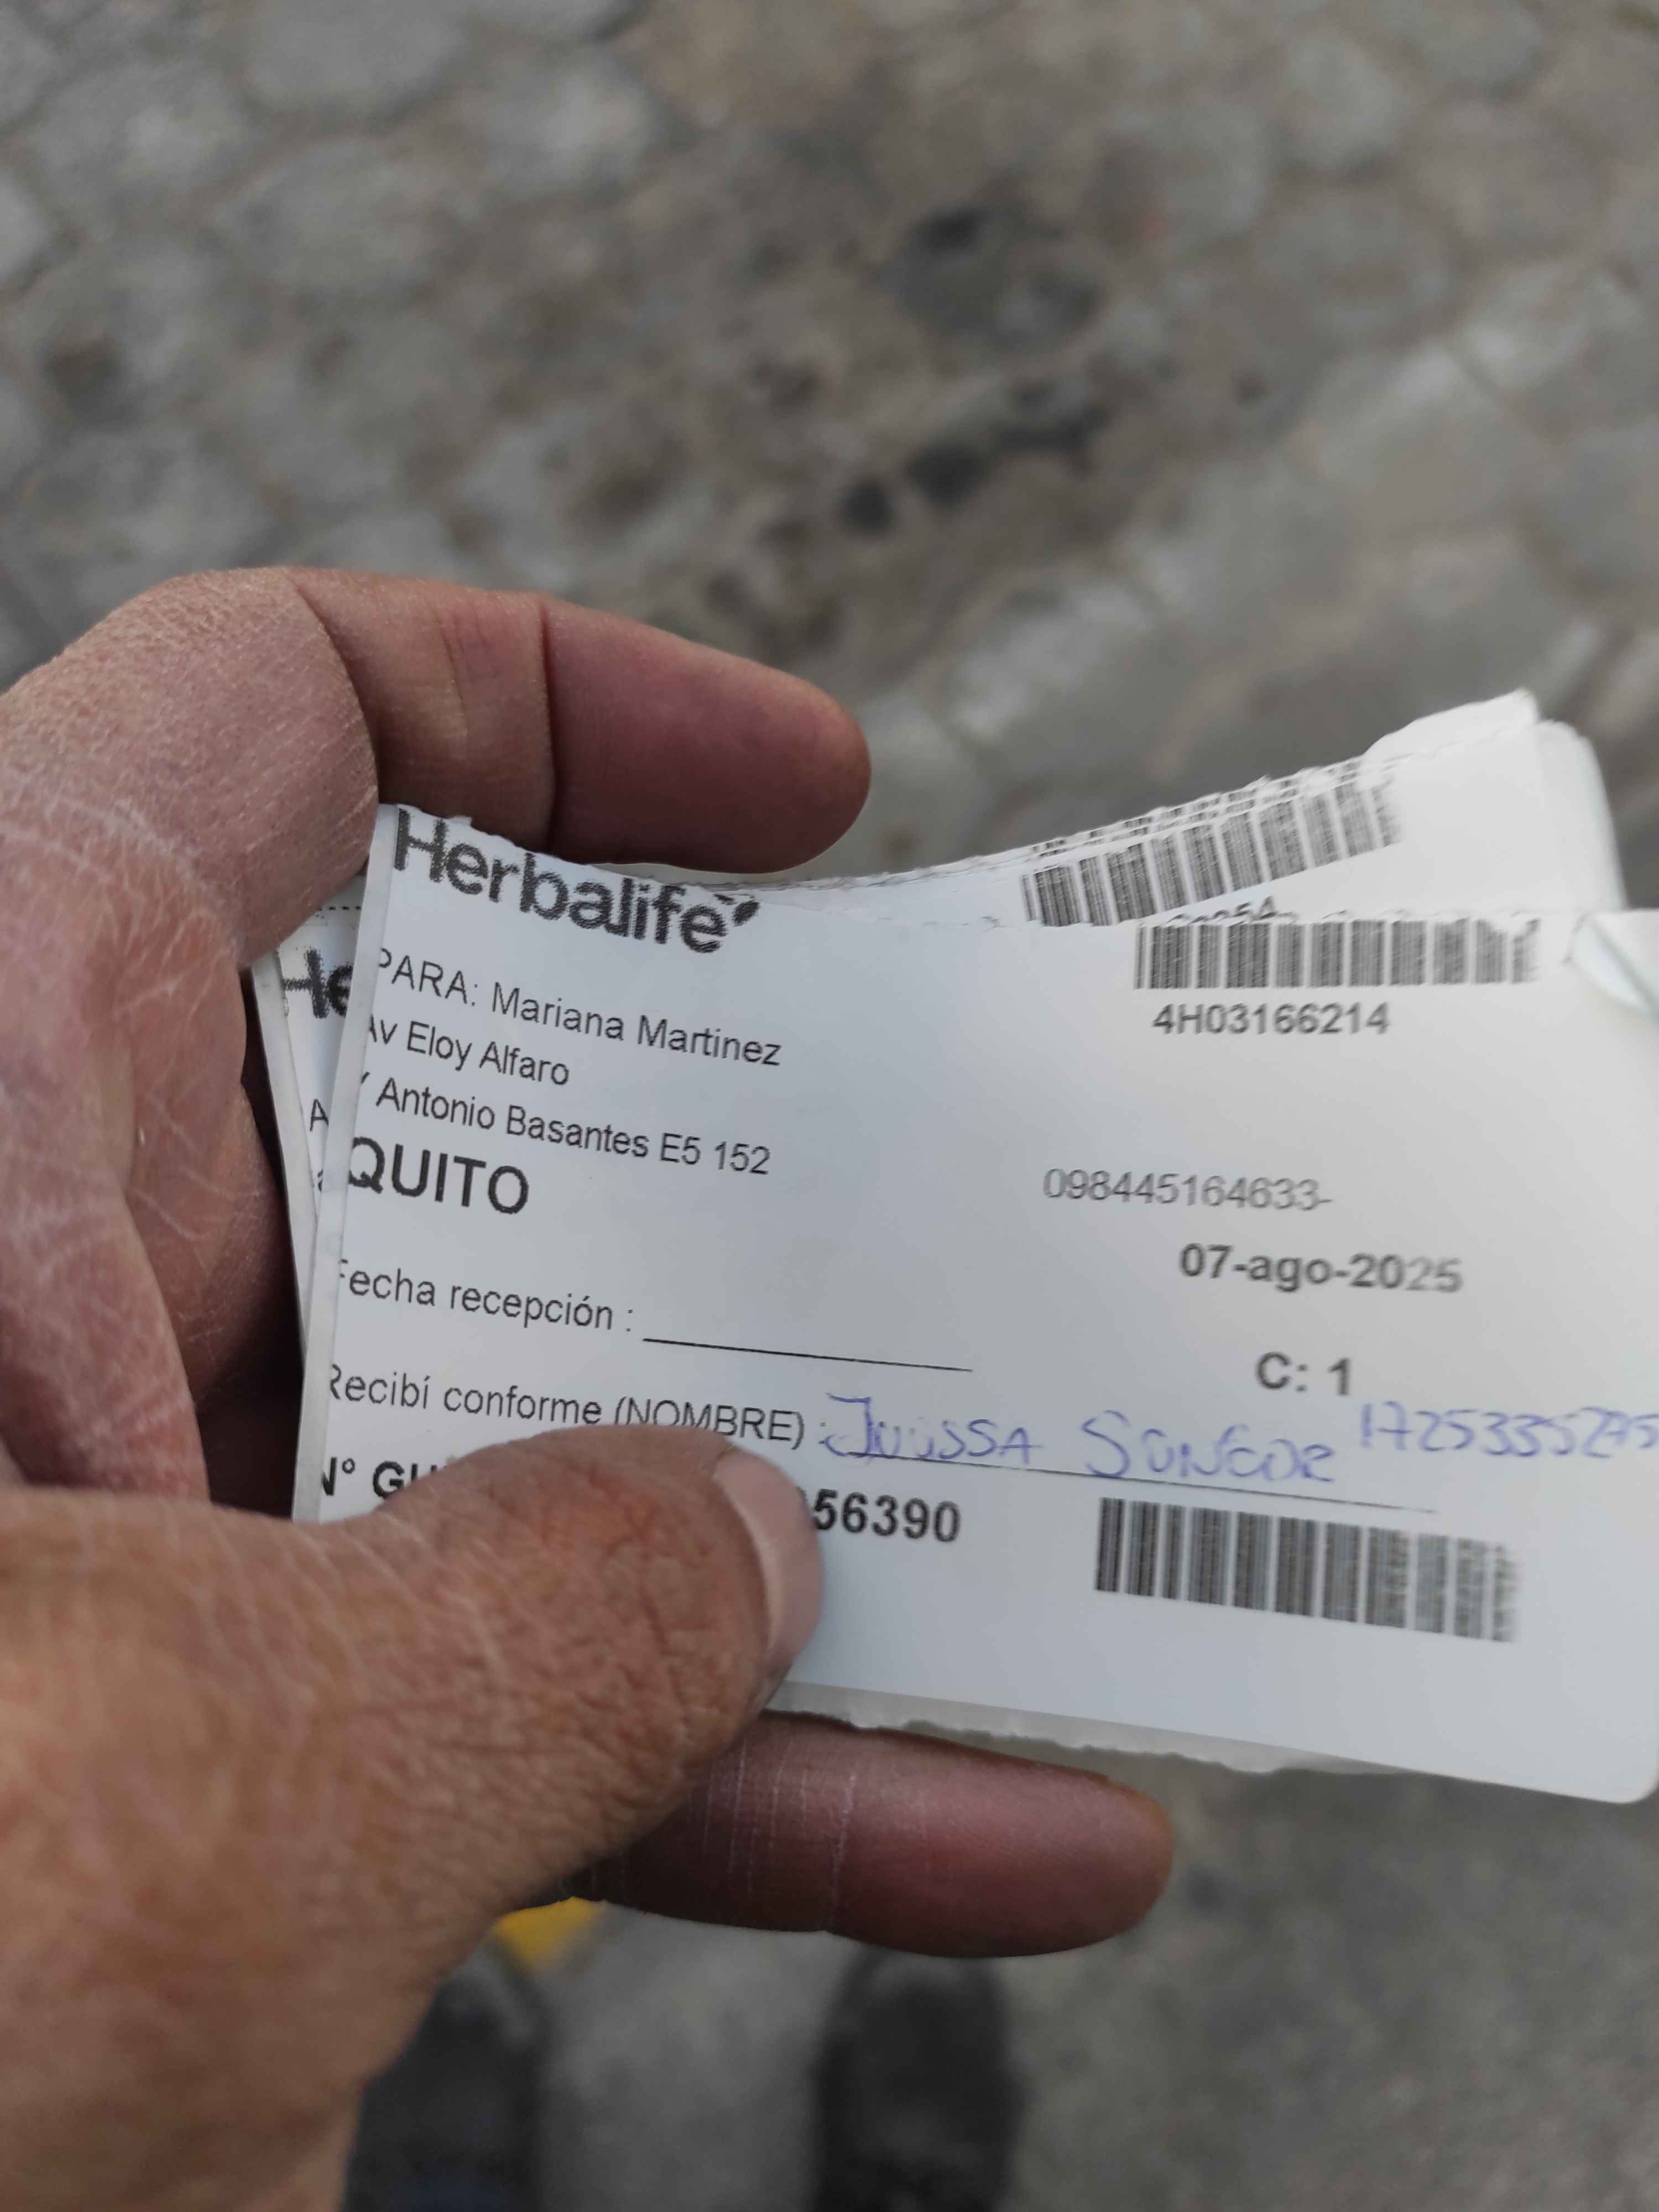 Herbalife
4H03166214
PARA: Mariana Martinez
Av Eloy Alfaro
Y Antonio Basantes E5 152
QUITO
098445164633-
07-ago-2025
Fecha recepción :
C: 1
Recibí conforme (NOMBRE) :
N° GU 56390